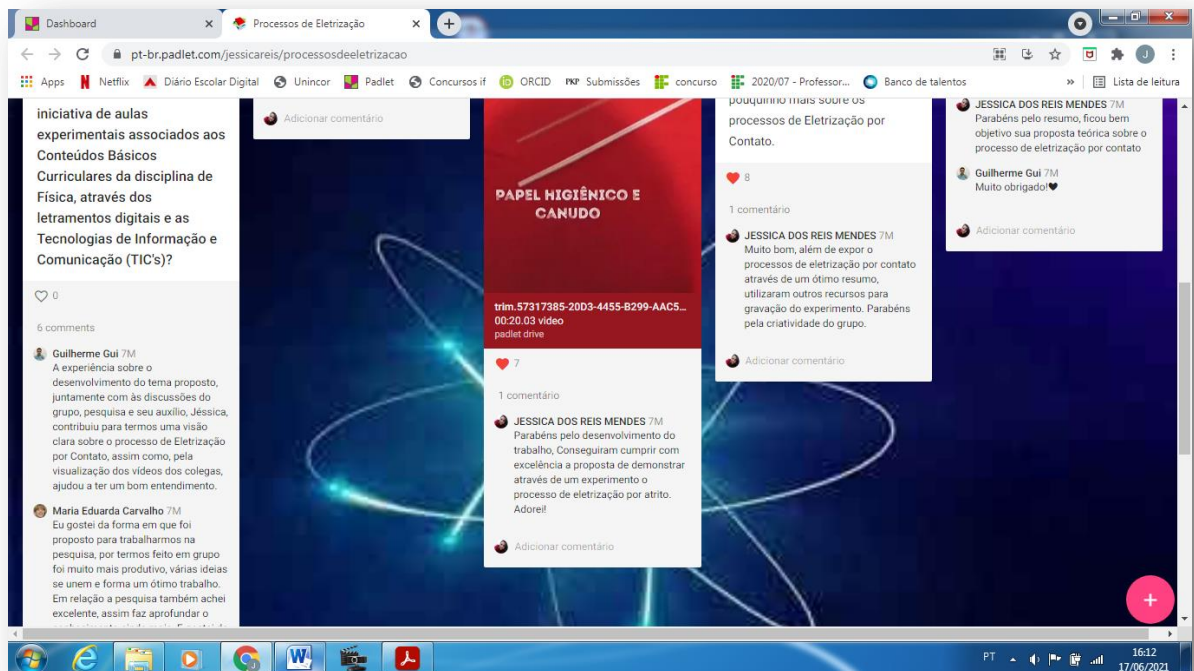 Dashboard
Processos de Eletrização
pt-br.padlet.com/jessicareis/processosdeeletrizacao
Apps
Netflix
Diário Escolar Digital
Unincor
Padlet
Concursos if
ORCID
PKP Submissões
concurso
2020/07 - Professor...
Banco de talentos
»
Lista de leitura
iniciativa de aulas
experimentais associados aos
Conteúdos Básicos
Curriculares da disciplina de
Física, através dos
letramentos digitais e as
Tecnologias de Informação e
Comunicação (TIC's)?
0
6 comments
Guilherme Gui 7M
A experiência sobre o
desenvolvimento do tema proposto,
juntamente com às discussões do
grupo, pesquisa e seu auxílio, Jéssica,
contribuiu para termos uma visão
clara sobre o processo de Eletrização
por Contato, assim como, pela
visualização dos vídeos dos colegas,
ajudou a ter um bom entendimento.
Maria Eduarda Carvalho 7M
Eu gostei da forma em que foi
proposto para trabalharmos na
pesquisa, por termos feito em grupo
foi muito mais produtivo, várias ideias
se unem e forma um ótimo trabalho.
Em relação a pesquisa também achei
excelente, assim faz aprofundar o
Adicionar comentário
PAPEL HIGIÊNICO E
CANUDO
trim.57317385-20D3-4455-B299-AAC5...
00:20.03 video
padlet drive
7
1 comentário
JESSICA DOS REIS MENDES 7M
Parabéns pelo desenvolvimento do
trabalho, Conseguiram cumprir com
excelência a proposta de demonstrar
através de um experimento o
processo de eletrização por atrito.
Adorei!
Adicionar comentário
pouquinho mais sobre os
processos de Eletrização por
Contato.
8
1 comentário
JESSICA DOS REIS MENDES 7M
Muito bom, além de expor o
processos de eletrização por contato
através de um ótimo resumo,
utilizaram outros recursos para
gravação do experimento. Parabéns
pela criatividade do grupo.
Adicionar comentário
JESSICA DOS REIS MENDES 7M
Parabéns pelo resumo, ficou bem
objetivo sua proposta teórica sobre o
processo de eletrização por contato
Guilherme Gui 7M
Muito obrigado!🖤
Adicionar comentário
PT
16:12
17/06/2021